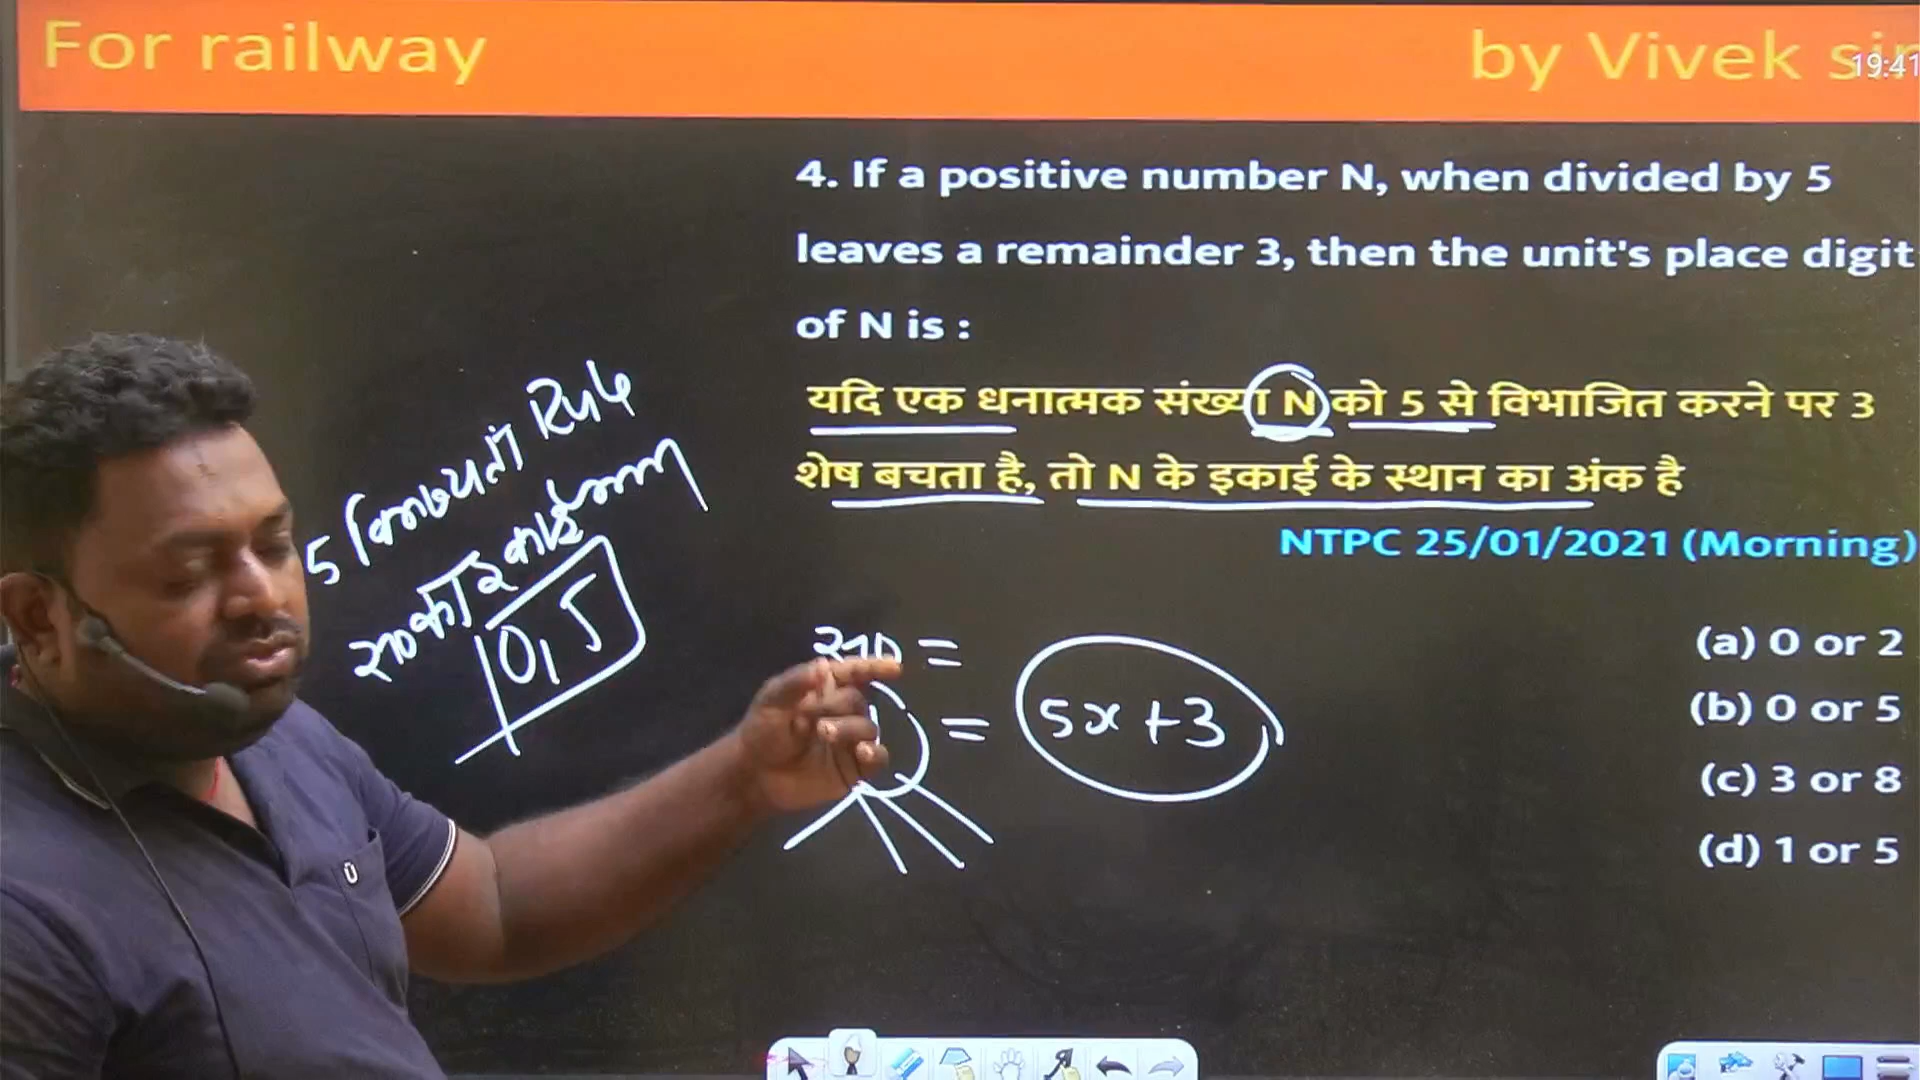 For railway
by Vivek sir
19:41
4. If a positive number N, when divided by 5
leaves a remainder 3, then the unit's place digit
of N is :
यदि एक धनात्मक संख्या N को 5 से विभाजित करने पर 3
शेष बचता है, तो N के इकाई के स्थान का अंक है
NTPC 25/01/2021 (Morning)
5 विभाज्यता Rule
सं० का इकाई का अंक
0, 5
सं० =
= 5x + 3
(a) 0 or 2
(b) 0 or 5
(c) 3 or 8
(d) 1 or 5